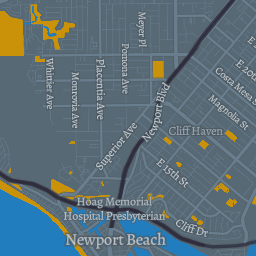 Meyer Pl
Pomona Ave
Whittier Ave
Monrovia Ave
Placentia Ave
E 20th
Costa Mesa S
Newport Blvd
Magnolia St
Superior Ave
Cliff Haven
E 15th St
Hoag Memorial
Hospital Presbyterian
Cliff Dr
Newport Beach